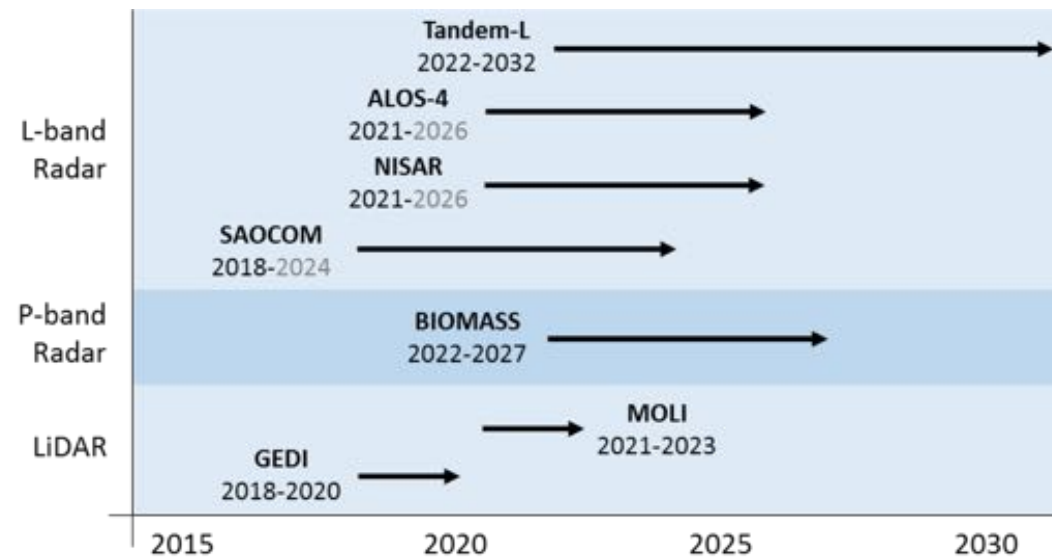 Tandem-L
2022-2032
ALOS-4
2021-2026
L-band
Radar
NISAR
2021-2026
SAOCOM
2018-2024
P-band
Radar
BIOMASS
2022-2027
LiDAR
MOLI
2021-2023
GEDI
2018-2020
2015 2020 2025 2030